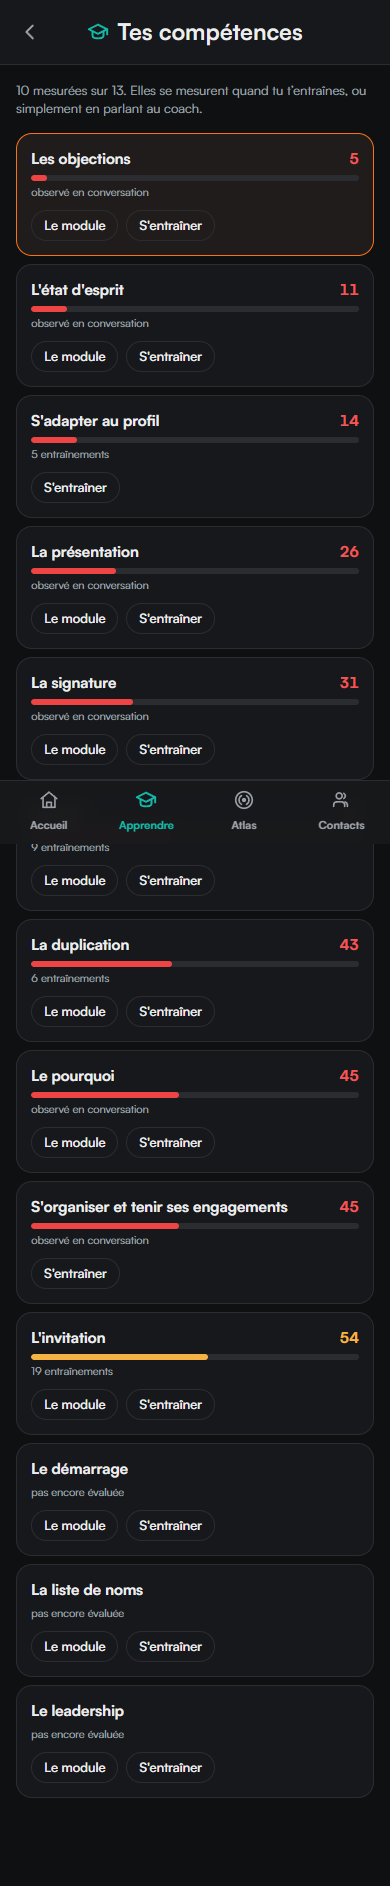 Tes compétences
10 mesurées sur 13. Elles se mesurent quand tu t'entraînes, ou
simplement en parlant au coach.
Les objections 5
observé en conversation
Le module S'entraîner
L'état d'esprit 11
observé en conversation
Le module S'entraîner
S'adapter au profil 14
5 entraînements
S'entraîner
La présentation 26
observé en conversation
Le module S'entraîner
La signature 31
observé en conversation
Le module S'entraîner
Accueil Apprendre Atlas Contacts
9 entraînements
Le module S'entraîner
La duplication 43
6 entraînements
Le module S'entraîner
Le pourquoi 45
observé en conversation
Le module S'entraîner
S'organiser et tenir ses engagements 45
observé en conversation
S'entraîner
L'invitation 54
19 entraînements
Le module S'entraîner
Le démarrage
pas encore évaluée
Le module S'entraîner
La liste de noms
pas encore évaluée
Le module S'entraîner
Le leadership
pas encore évaluée
Le module S'entraîner